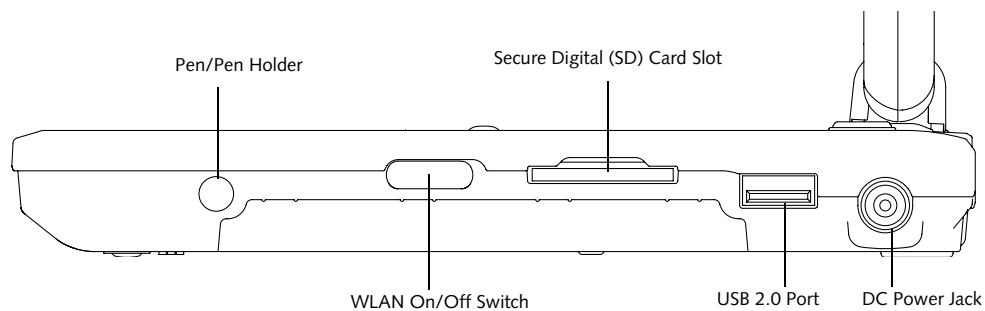 Secure Digital (SD) Card Slot
Pen/Pen Holder
WLAN On/Off Switch
USB 2.0 Port
DC Power Jack